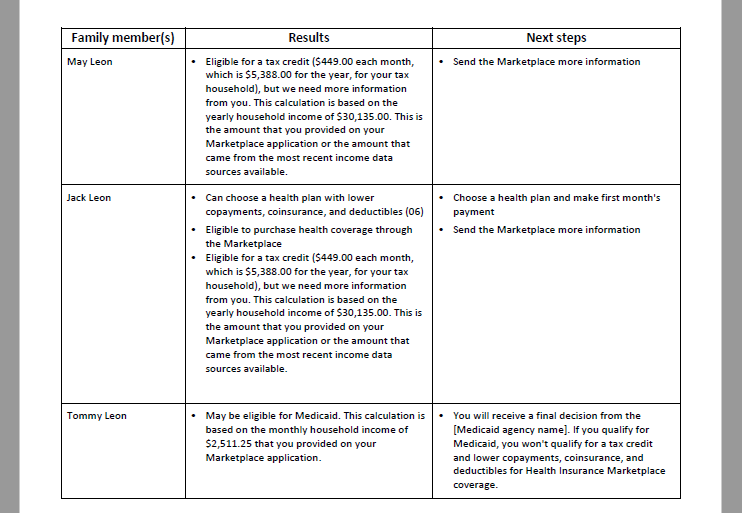 Family member(s)
Results
Next steps
May Leon
• Eligible for a tax credit ($449.00 each month,
which is $5,388.00 for the year, for your tax
household), but we need more information
from you. This calculation is based on the
yearly household income of $30,135.00. This is
the amount that you provided on your
Marketplace application or the amount that
came from the most recent income data
sources available.
• Send the Marketplace more information
Jack Leon
• Can choose a health plan with lower
copayments, coinsurance, and deductibles (06)
• Eligible to purchase health coverage through
the Marketplace
• Eligible for a tax credit ($449.00 each month,
which is $5,388.00 for the year, for your tax
household), but we need more information
from you. This calculation is based on the
yearly household income of $30,135.00. This is
the amount that you provided on your
Marketplace application or the amount that
came from the most recent income data
sources available.
• Choose a health plan and make first month's
payment
• Send the Marketplace more information
Tommy Leon
• May be eligible for Medicaid. This calculation is
based on the monthly household income of
$2,511.25 that you provided on your
Marketplace application.
• You will receive a final decision from the
[Medicaid agency name]. If you qualify for
Medicaid, you won't qualify for a tax credit
and lower copayments, coinsurance, and
deductibles for Health Insurance Marketplace
coverage.